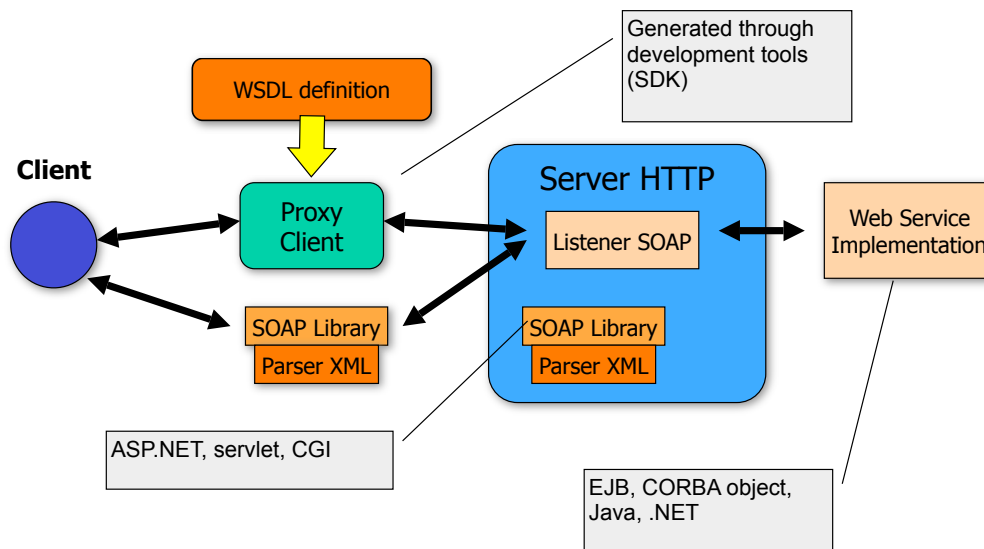 Generated through
development tools
(SDK)
WSDL definition
Client
Server HTTP
Proxy
Client
Listener SOAP
Web Service
Implementation
SOAP Library
Parser XML
SOAP Library
Parser XML
ASP.NET, servlet, CGI
EJB, CORBA object,
Java, .NET